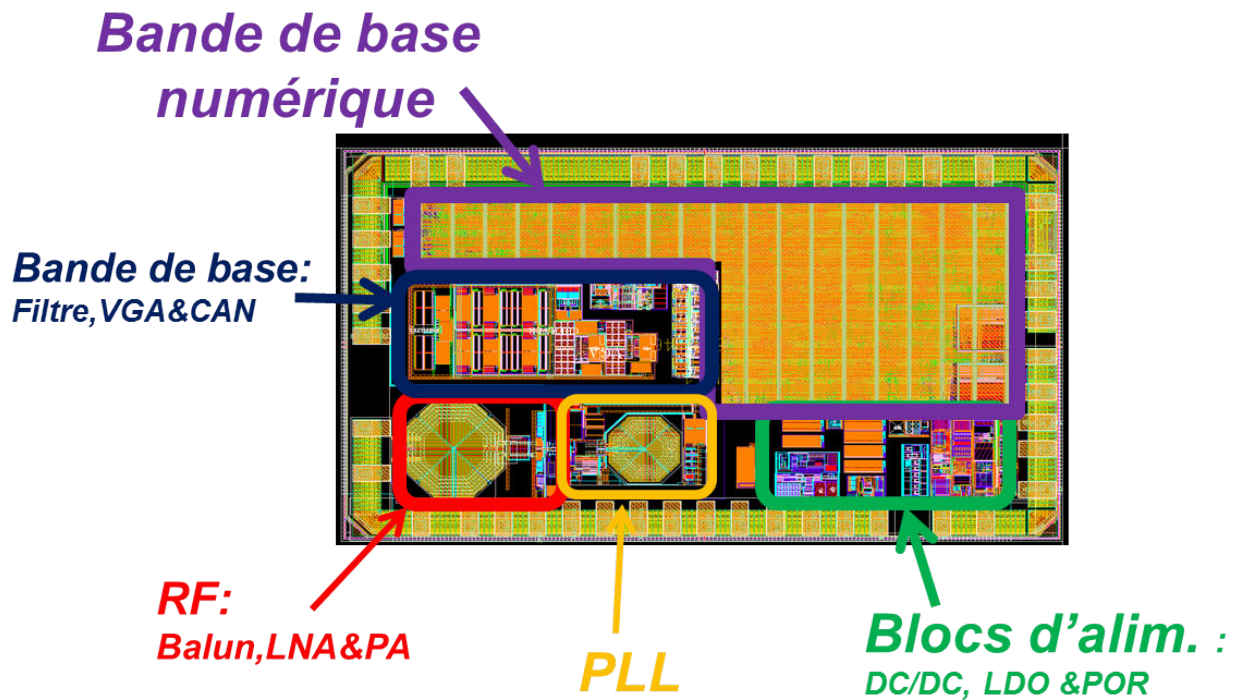 Bande de base
numérique
Bande de base:
Filtre,VGA&CAN
RF:
Balun,LNA&PA
PLL
Blocs d’alim. :
DC/DC, LDO &POR